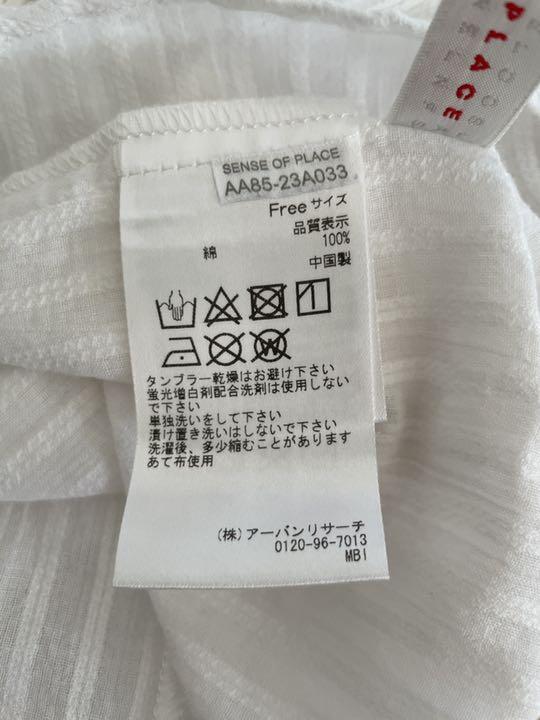 PLACE
SENSE OF PLACE
AA85-23A033
Freeサイズ
品質表示
綿 100%
中国製
W
タンブラー乾燥はお避け下さい
蛍光増白剤配合洗剤は使用しない
で下さい
単独洗いをして下さい
漬け置き洗いはしないで下さい
洗濯後、多少縮むことがあります
あて布使用
(株) アーバンリサーチ
0120-96-7013
MBI